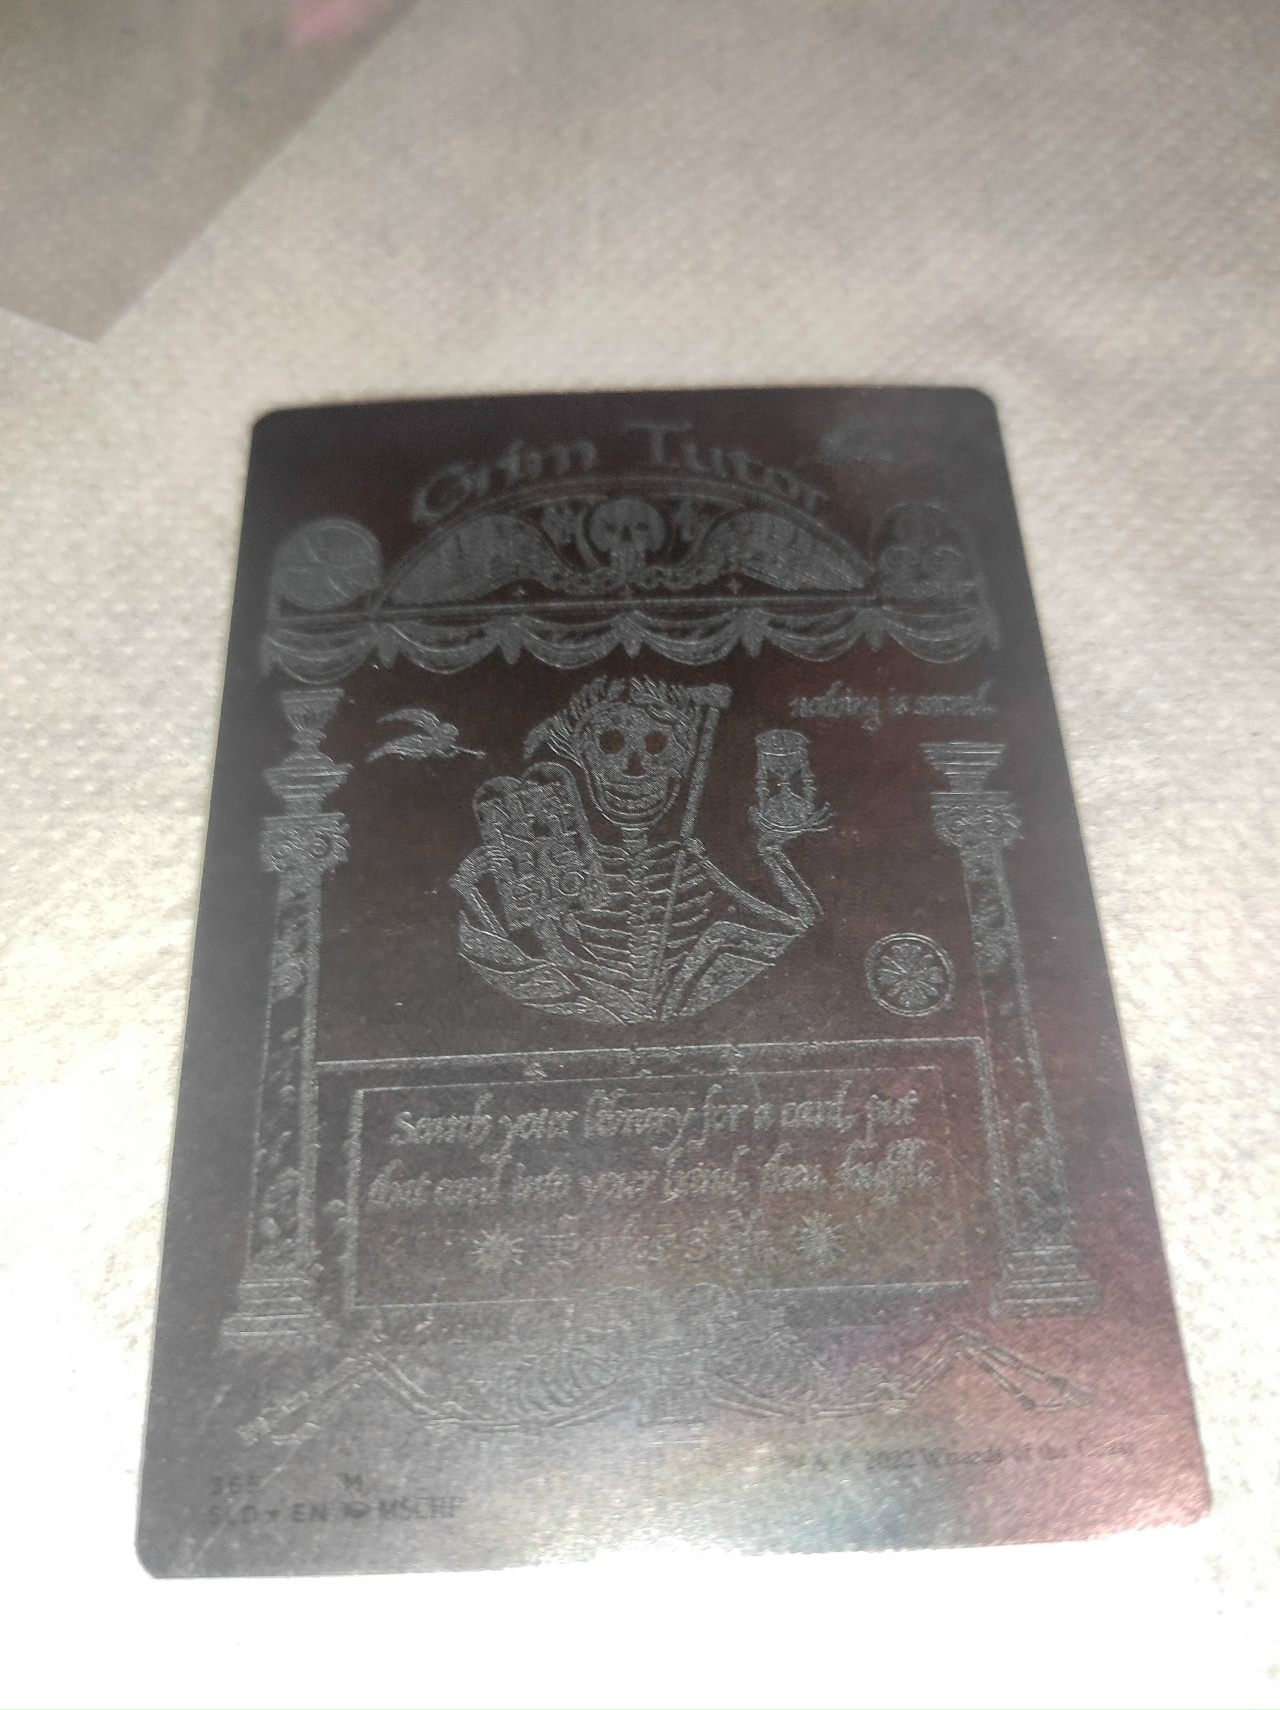 Grim Tutor
nothing is sacred.
Search your library for a card, put
that card into your hand, then shuffle.
365 M
SLD EN MSCHF
& © 2022 Wizards of the Coast